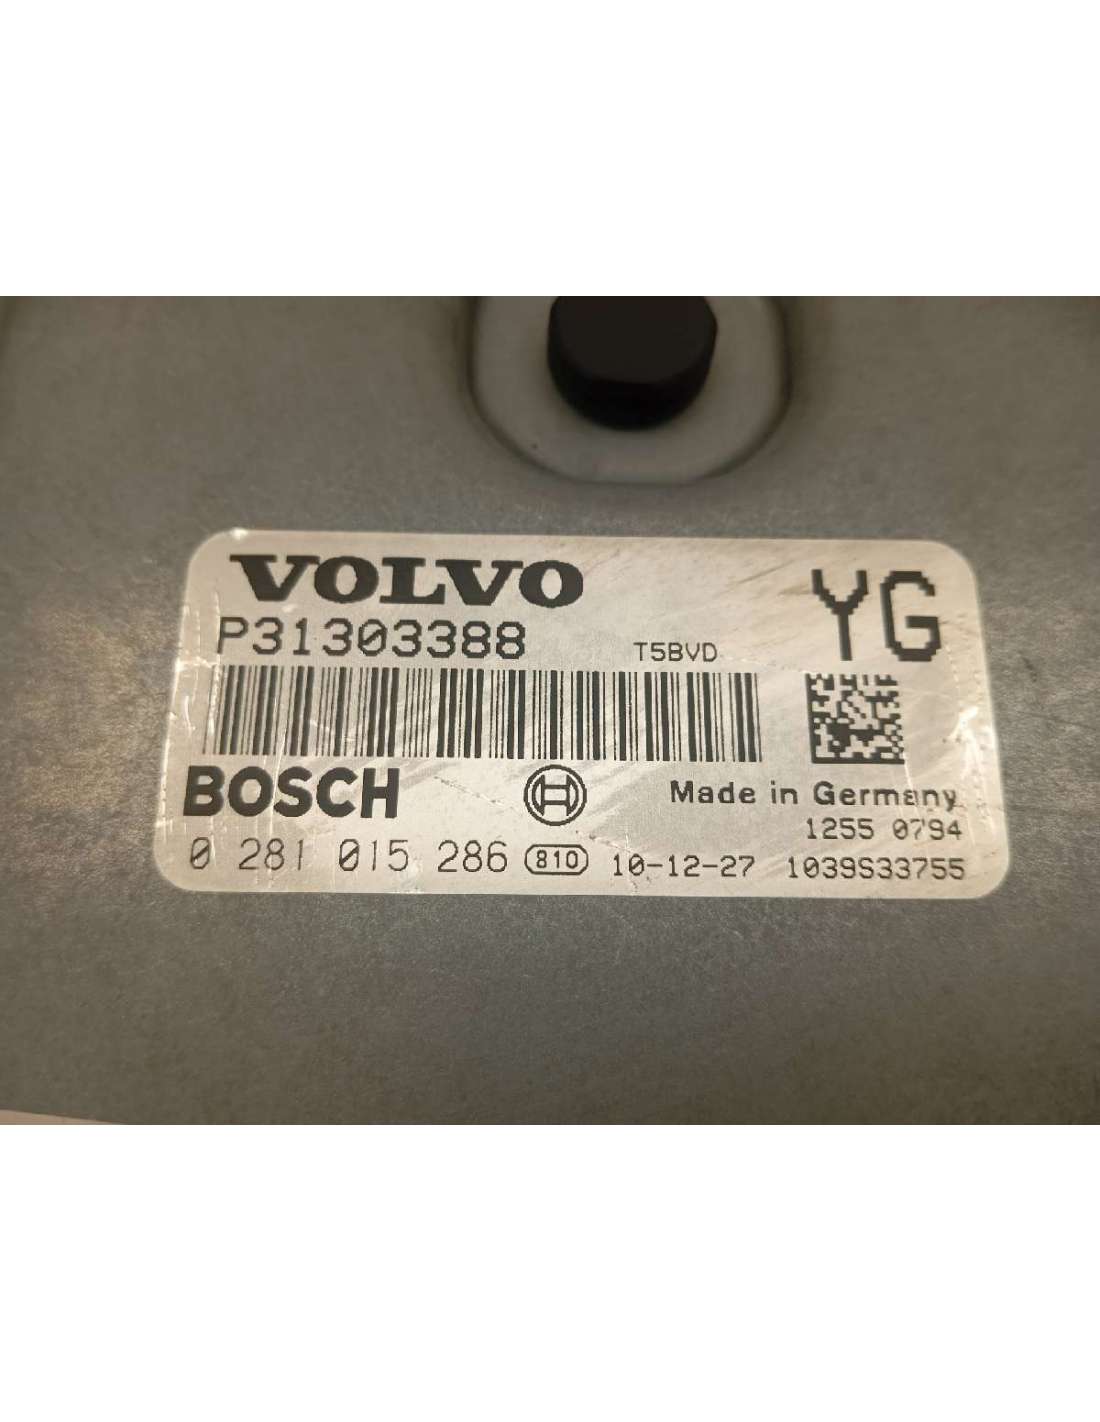 VOLVO
YG
P31303388
T5BVD
BOSCH
Made in Germany
1255 0794
0 281 015 286 810 10-12-27 1039S33755